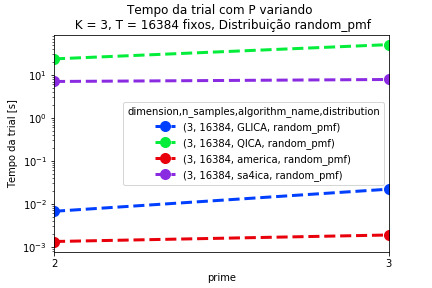 Tempo da trial com P variando
K = 3, T = 16384 fixos, Distribuição random_pmf
Tempo da trial [s]
10¹
10⁰
10⁻¹
10⁻²
10⁻³
dimension,n_samples,algorithm_name,distribution
(3, 16384, GLICA, random_pmf)
(3, 16384, QICA, random_pmf)
(3, 16384, america, random_pmf)
(3, 16384, sa4ica, random_pmf)
2
3
prime